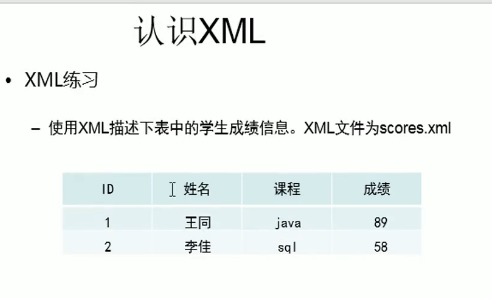 认识XML
• XML练习
– 使用XML描述下表中的学生成绩信息。XML文件为scores.xml
ID 姓名 课程 成绩
1 王同 java 89
2 李佳 sql 58